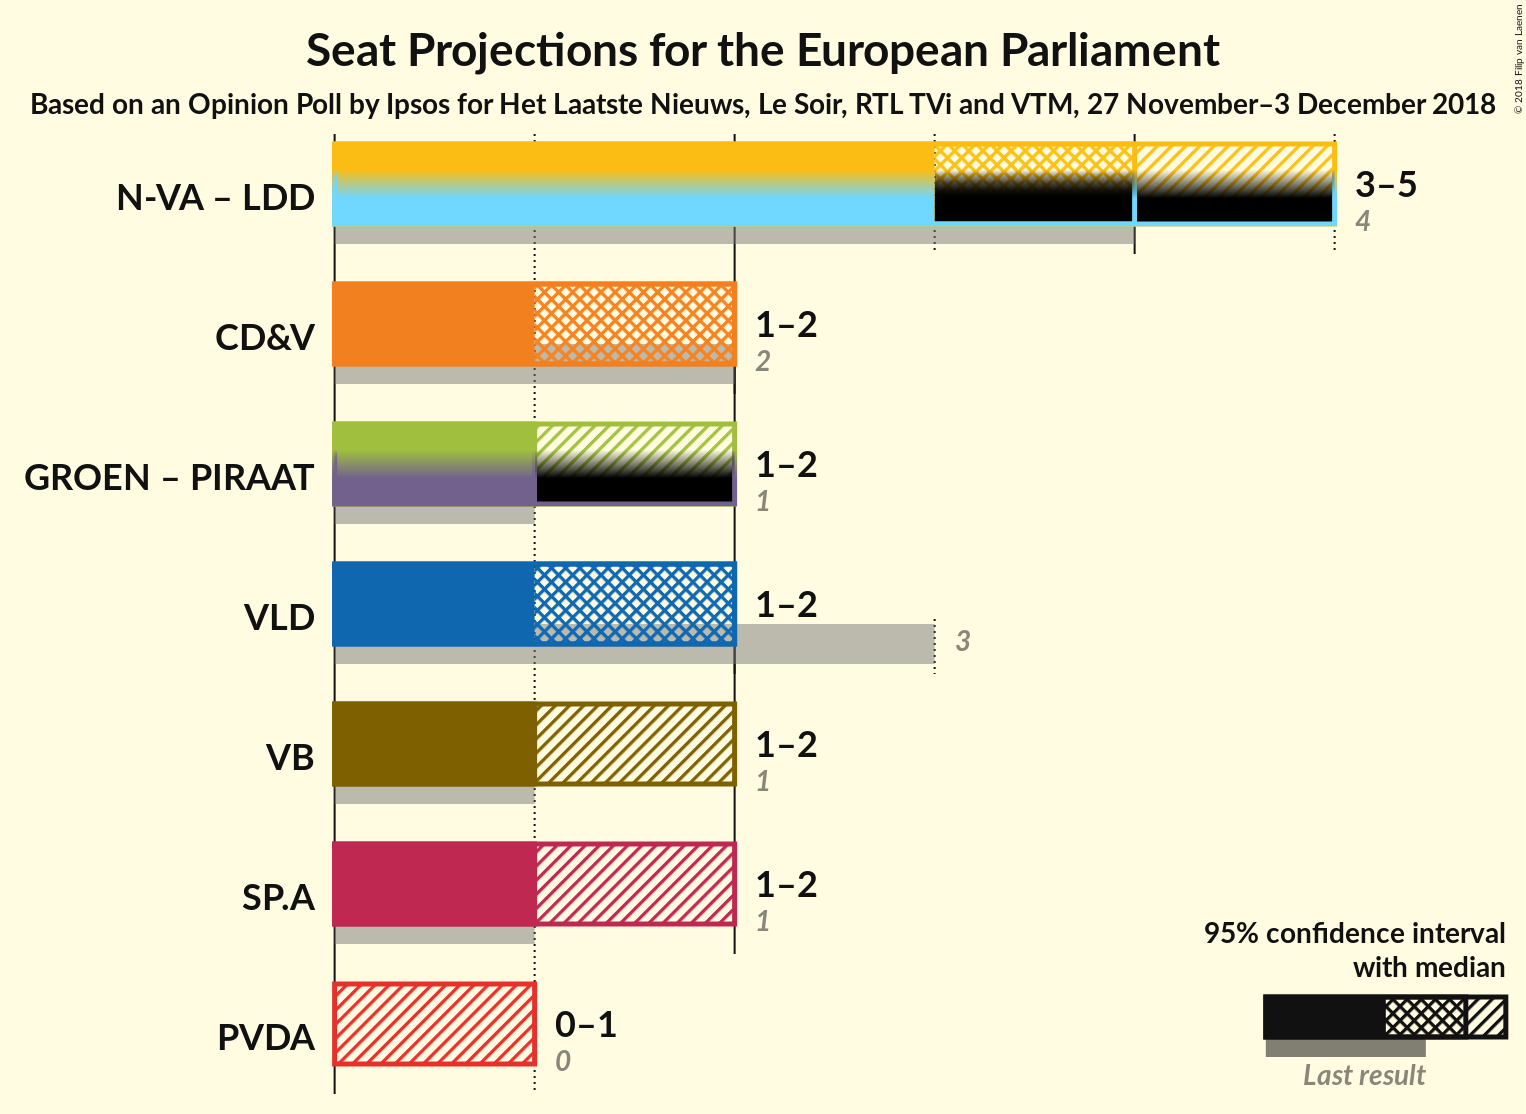 Seat Projections for the European Parliament
Based on an Opinion Poll by Ipsos for Het Laatste Nieuws, Le Soir, RTL TVi and VTM, 27 November–3 December 2018
© 2018 Filip van Laenen
N-VA – LDD
3–5
4
CD&V
1–2
2
GROEN – PIRAAT
1–2
1
VLD
1–2
3
VB
1–2
1
SP.A
1–2
1
PVDA
0–1
0
95% confidence interval
with median
Last result